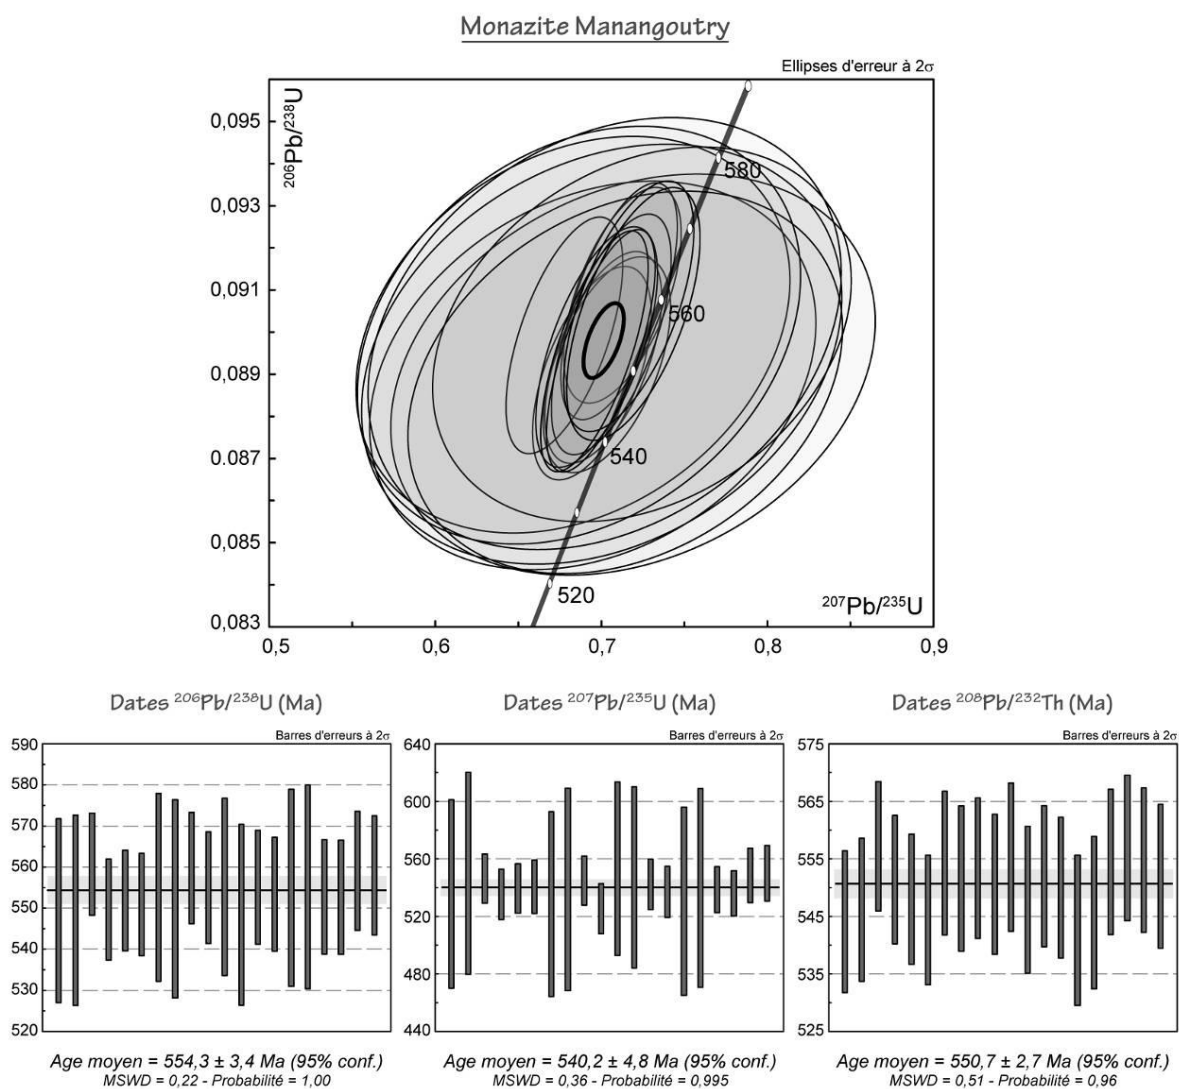 Monazite Manangoutry
Ellipses d'erreur à 2σ
²⁰⁶Pb/²³⁸U
0,095
0,093
0,091
0,089
0.087
0,085
0,083
580
560
540
520
²⁰⁷Pb/²³⁵U
0,5 0,6 0,7 0,8 0,9
Dates ²⁰⁶Pb/²³⁸U (Ma)
Barres d'erreurs à 2σ
590
580
570
560
550
540
530
520
Age moyen = 554,3 ± 3,4 Ma (95% conf.)
MSWD = 0,22 - Probabilité = 1,00
Dates ²⁰⁷Pb/²³⁵U (Ma)
Barres d'erreurs à 2σ
640
600
560
520
480
440
Age moyen = 540,2 ± 4,8 Ma (95% conf.)
MSWD = 0,36 - Probabilité = 0,995
Dates ²⁰⁸Pb/²³²Th (Ma)
Barres d'erreurs à 2σ
575
565
555
545
535
525
Age moyen = 550,7 ± 2,7 Ma (95% conf.)
MSWD = 0,51 - Probabilité = 0,96